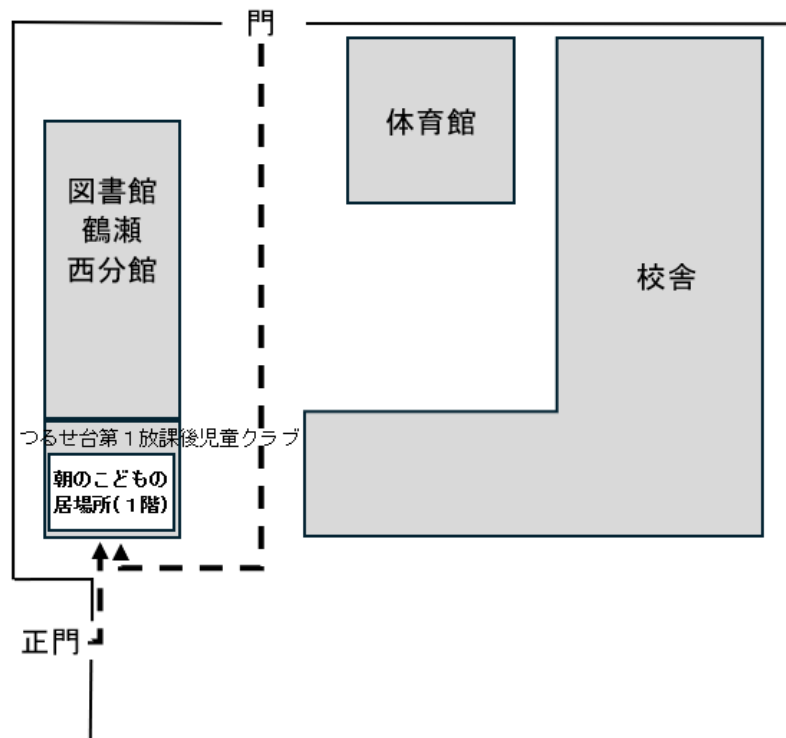 門
体育館
図書館
鶴瀬
西分館
校舎
つるせ台第１放課後児童クラブ
朝のこどもの
居場所(１階)
正門